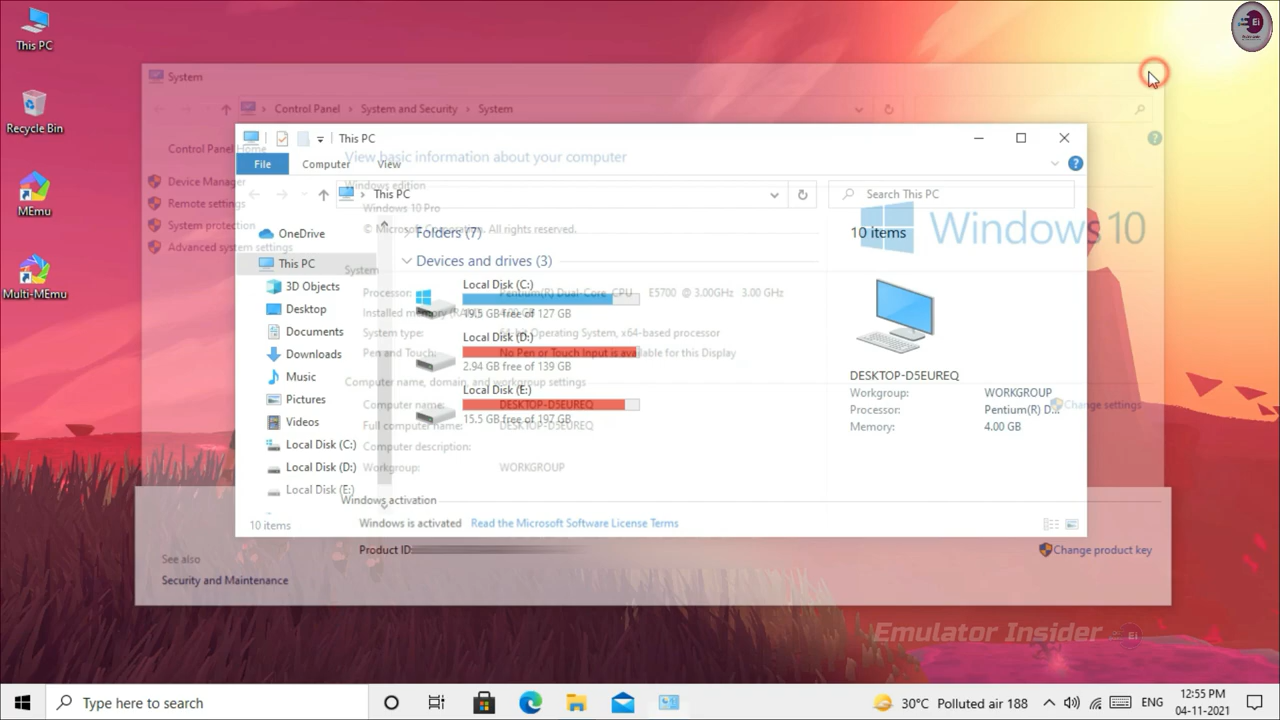 This PC
Recycle Bin
MEmu
Multi-MEmu
System
Control Panel > System and Security > System
Control Panel Home
Device Manager
Remote settings
System protection
Advanced system settings
This PC
File Computer View
View basic information about your computer
Windows edition
This PC
Search This PC
Windows 10 Pro
© Microsoft Corporation. All rights reserved.
Windows 10
OneDrive
This PC
3D Objects
Desktop
Documents
Downloads
Music
Pictures
Videos
Local Disk (C:)
Local Disk (D:)
Local Disk (E:)
Folders (7)
Devices and drives (3)
Local Disk (C:)
19.5 GB free of 127 GB
Local Disk (D:)
2.94 GB free of 139 GB
Local Disk (E:)
15.5 GB free of 197 GB
10 items
DESKTOP-D5EUREQ
Workgroup: WORKGROUP
Processor: Pentium(R) D...
Memory: 4.00 GB
System
Processor: Pentium(R) Dual-Core CPU E5700 @ 3.00GHz 3.00 GHz
Installed memory
System type: 64-bit Operating System, x64-based processor
Pen and Touch: No Pen or Touch Input is available for this Display
Computer name, domain, and workgroup settings
Computer name: DESKTOP-D5EUREQ
Change settings
Full computer name: DESKTOP-D5EUREQ
Computer description:
Workgroup: WORKGROUP
Windows activation
10 items
Windows is activated Read the Microsoft Software License Terms
Product ID:
Change product key
See also
Security and Maintenance
Emulator Insider Ei
Ei
Type here to search
30°C Polluted air 188
ENG
12:55 PM
04-11-2021